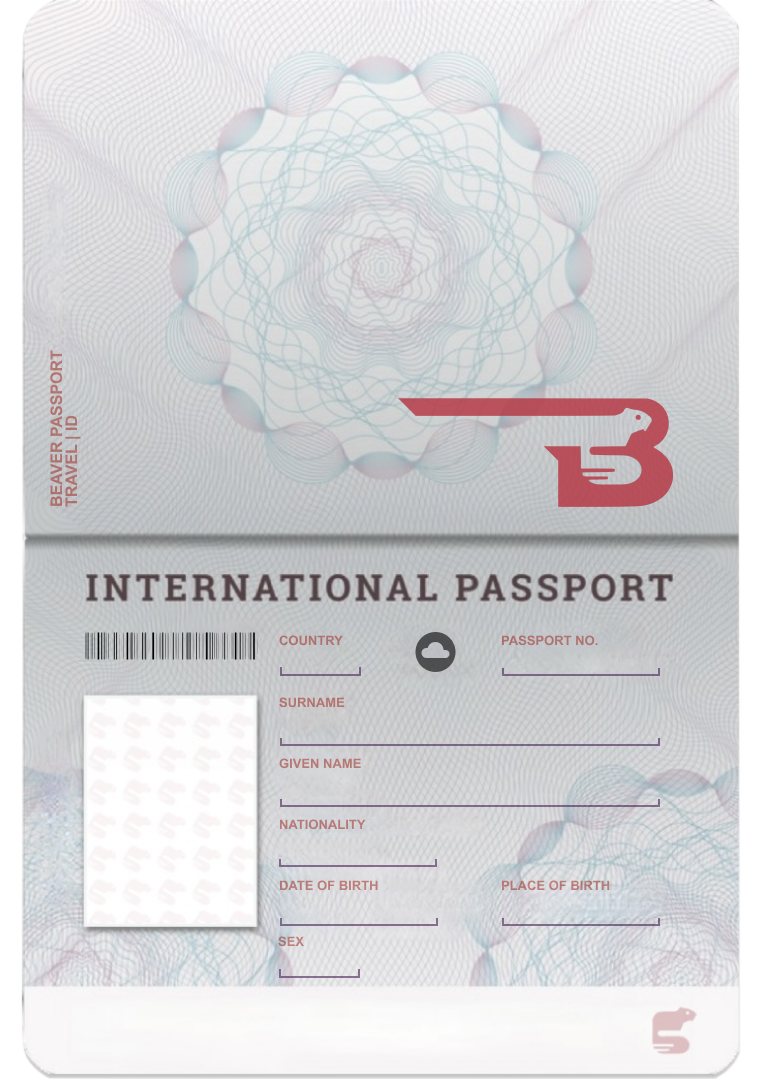 BEAVER PASSPORT
TRAVEL | ID
INTERNATIONAL PASSPORT
COUNTRY
PASSPORT NO.
SURNAME
GIVEN NAME
NATIONALITY
DATE OF BIRTH
PLACE OF BIRTH
SEX